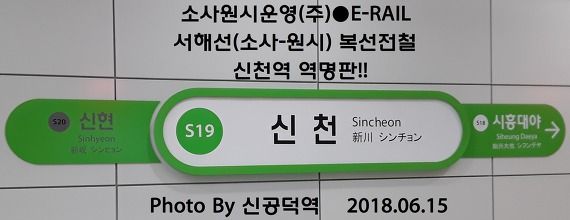 소사원시운영(주)●E-RAIL
서해선(소사-원시) 복선전철
신천역 역명판!!
S20 신현
Sinhyeon
新峴 シンヒョン
S19 신 천
Sincheon
新川 シンチョン
S18 시흥대야
Siheung Daeya
Photo By 신공덕역 2018.06.15